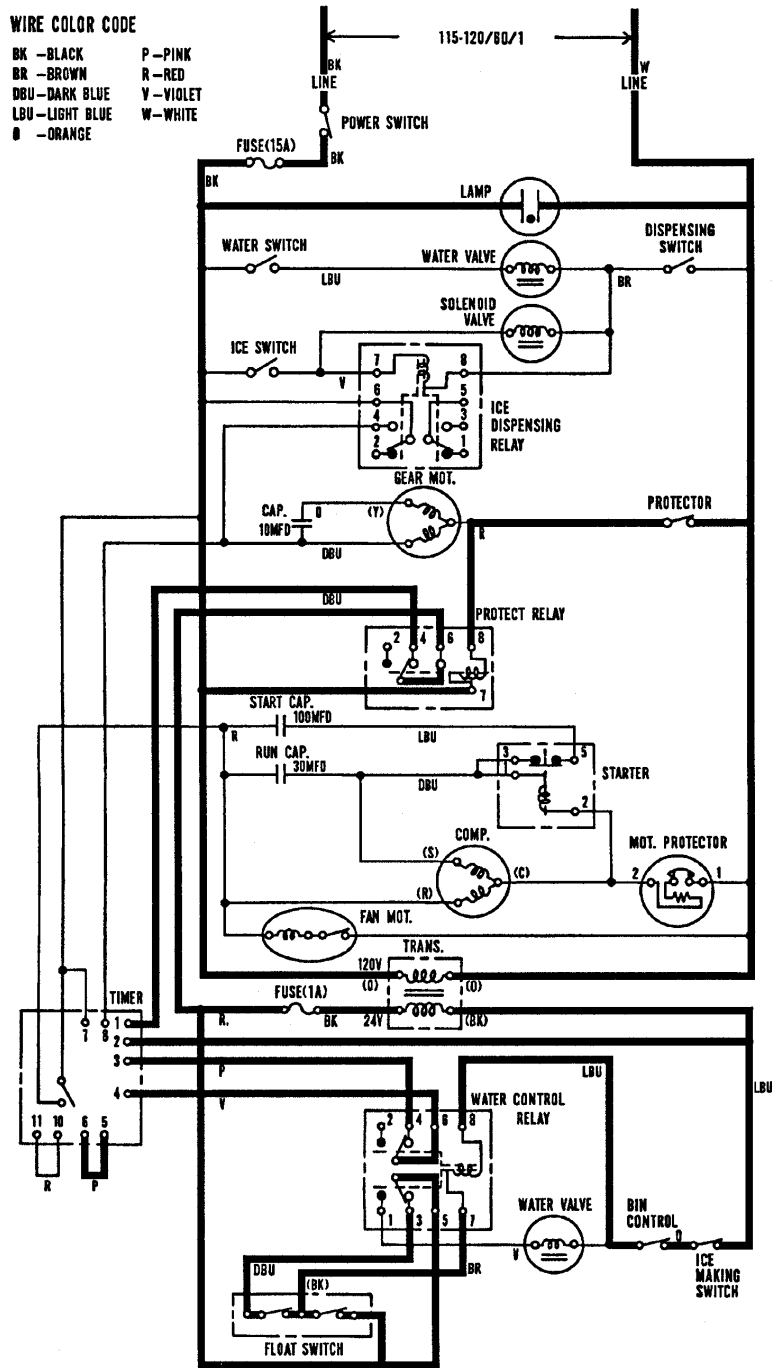 WIRE COLOR CODE
BK -BLACK P-PINK
BR -BROWN R-RED
DBU-DARK BLUE V-VIOLET
LBU-LIGHT BLUE W-WHITE
O -ORANGE
115-120/60/1
BK
LINE
W
LINE
POWER SWITCH
FUSE(15A)
BK
BK
LAMP
WATER SWITCH
LBU
WATER VALVE
DISPENSING
SWITCH
BR
SOLENOID
VALVE
ICE SWITCH
V
7 8
6 5
4 3
2 1
ICE
DISPENSING
RELAY
GEAR MOT.
CAP.
10MFD
O
(Y)
DBU
R
PROTECTOR
DBU
PROTECT RELAY
2 4 6 8
7
START CAP.
100MFD
R
LBU
RUN CAP.
30MFD
DBU
3 5
2
STARTER
COMP.
(S)
(C)
(R)
MOT. PROTECTOR
2 1
FAN MOT.
TRANS.
120V
(O) (O)
FUSE(1A)
R.
BK
24V
(BK)
TIMER
7 8 1
2
3
4
11 10 6 5
R P
P
V
LBU
LBU
WATER CONTROL
RELAY
2 4 6 8
1 3 5 7
WATER VALVE
V
BIN
CONTROL
O
ICE
MAKING
SWITCH
DBU
(BK)
BR
FLOAT SWITCH